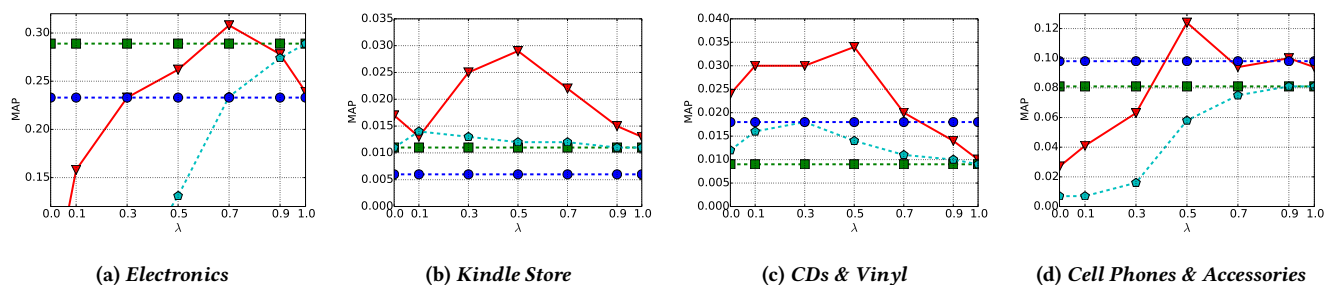 0.30
0.25
0.20
0.15
MAP
0.0 0.1 0.3 0.5 0.7 0.9 1.0
λ
(a) Electronics
0.035
0.030
0.025
0.020
0.015
0.010
0.005
0.000
MAP
0.0 0.1 0.3 0.5 0.7 0.9 1.0
λ
(b) Kindle Store
0.040
0.035
0.030
0.025
0.020
0.015
0.010
0.005
0.000
MAP
0.0 0.1 0.3 0.5 0.7 0.9 1.0
λ
(c) CDs & Vinyl
0.12
0.10
0.08
0.06
0.04
0.02
0.00
MAP
0.0 0.1 0.3 0.5 0.7 0.9 1.0
λ
(d) Cell Phones & Accessories